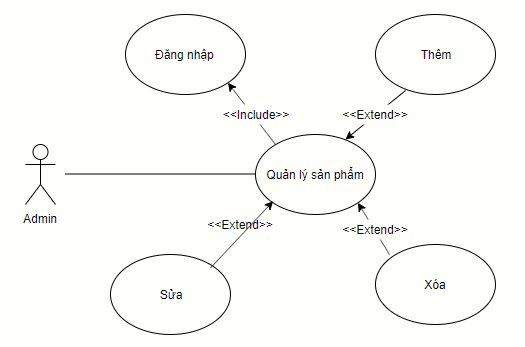 Đăng nhập
Thêm
<<Include>>
<<Extend>>
Quản lý sản phẩm
Admin
<<Extend>>
<<Extend>>
Sửa
Xóa